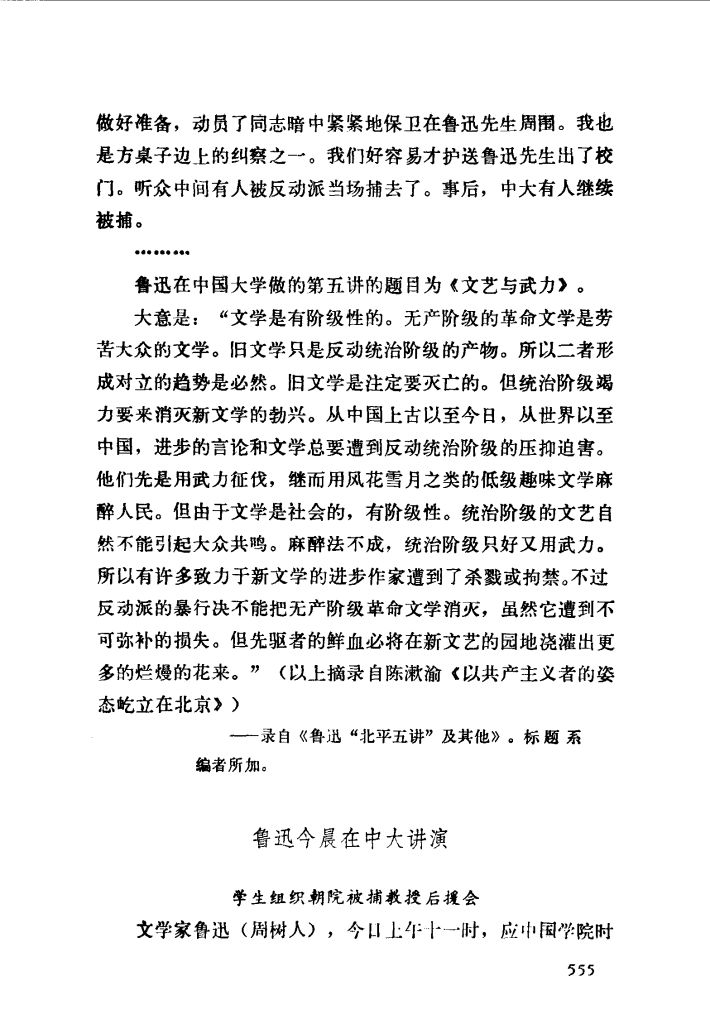 做好准备，动员了同志暗中紧紧地保卫在鲁迅先生周围。我也
是方桌子边上的纠察之一。我们好容易才护送鲁迅先生出了校
门。听众中间有人被反动派当场捕去了。事后，中大有人继续
被捕。
………
鲁迅在中国大学做的第五讲的题目为《文艺与武力》。
大意是：“文学是有阶级性的。无产阶级的革命文学是劳
苦大众的文学。旧文学只是反动统治阶级的产物。所以二者形
成对立的趋势是必然。旧文学是注定要灭亡的。但统治阶级竭
力要来消灭新文学的勃兴。从中国上古以至今日，从世界以至
中国，进步的言论和文学总要遭到反动统治阶级的压抑迫害。
他们先是用武力征伐，继而用风花雪月之类的低级趣味文学麻
醉人民。但由于文学是社会的，有阶级性。统治阶级的文艺自
然不能引起大众共鸣。麻醉法不成，统治阶级只好又用武力。
所以有许多致力于新文学的进步作家遭到了杀戮或拘禁。不过
反动派的暴行决不能把无产阶级革命文学消灭，虽然它遭到不
可弥补的损失。但先驱者的鲜血必将在新文艺的园地浇灌出更
多的烂熳的花来。”（以上摘录自陈漱渝《以共产主义者的姿
态屹立在北京》）
——录自《鲁迅“北平五讲”及其他》。标题系
编者所加。
鲁迅今晨在中大讲演
学生组织朝院被捕教授后援会
文学家鲁迅（周树人），今日上午十一时，应中国学院时
555